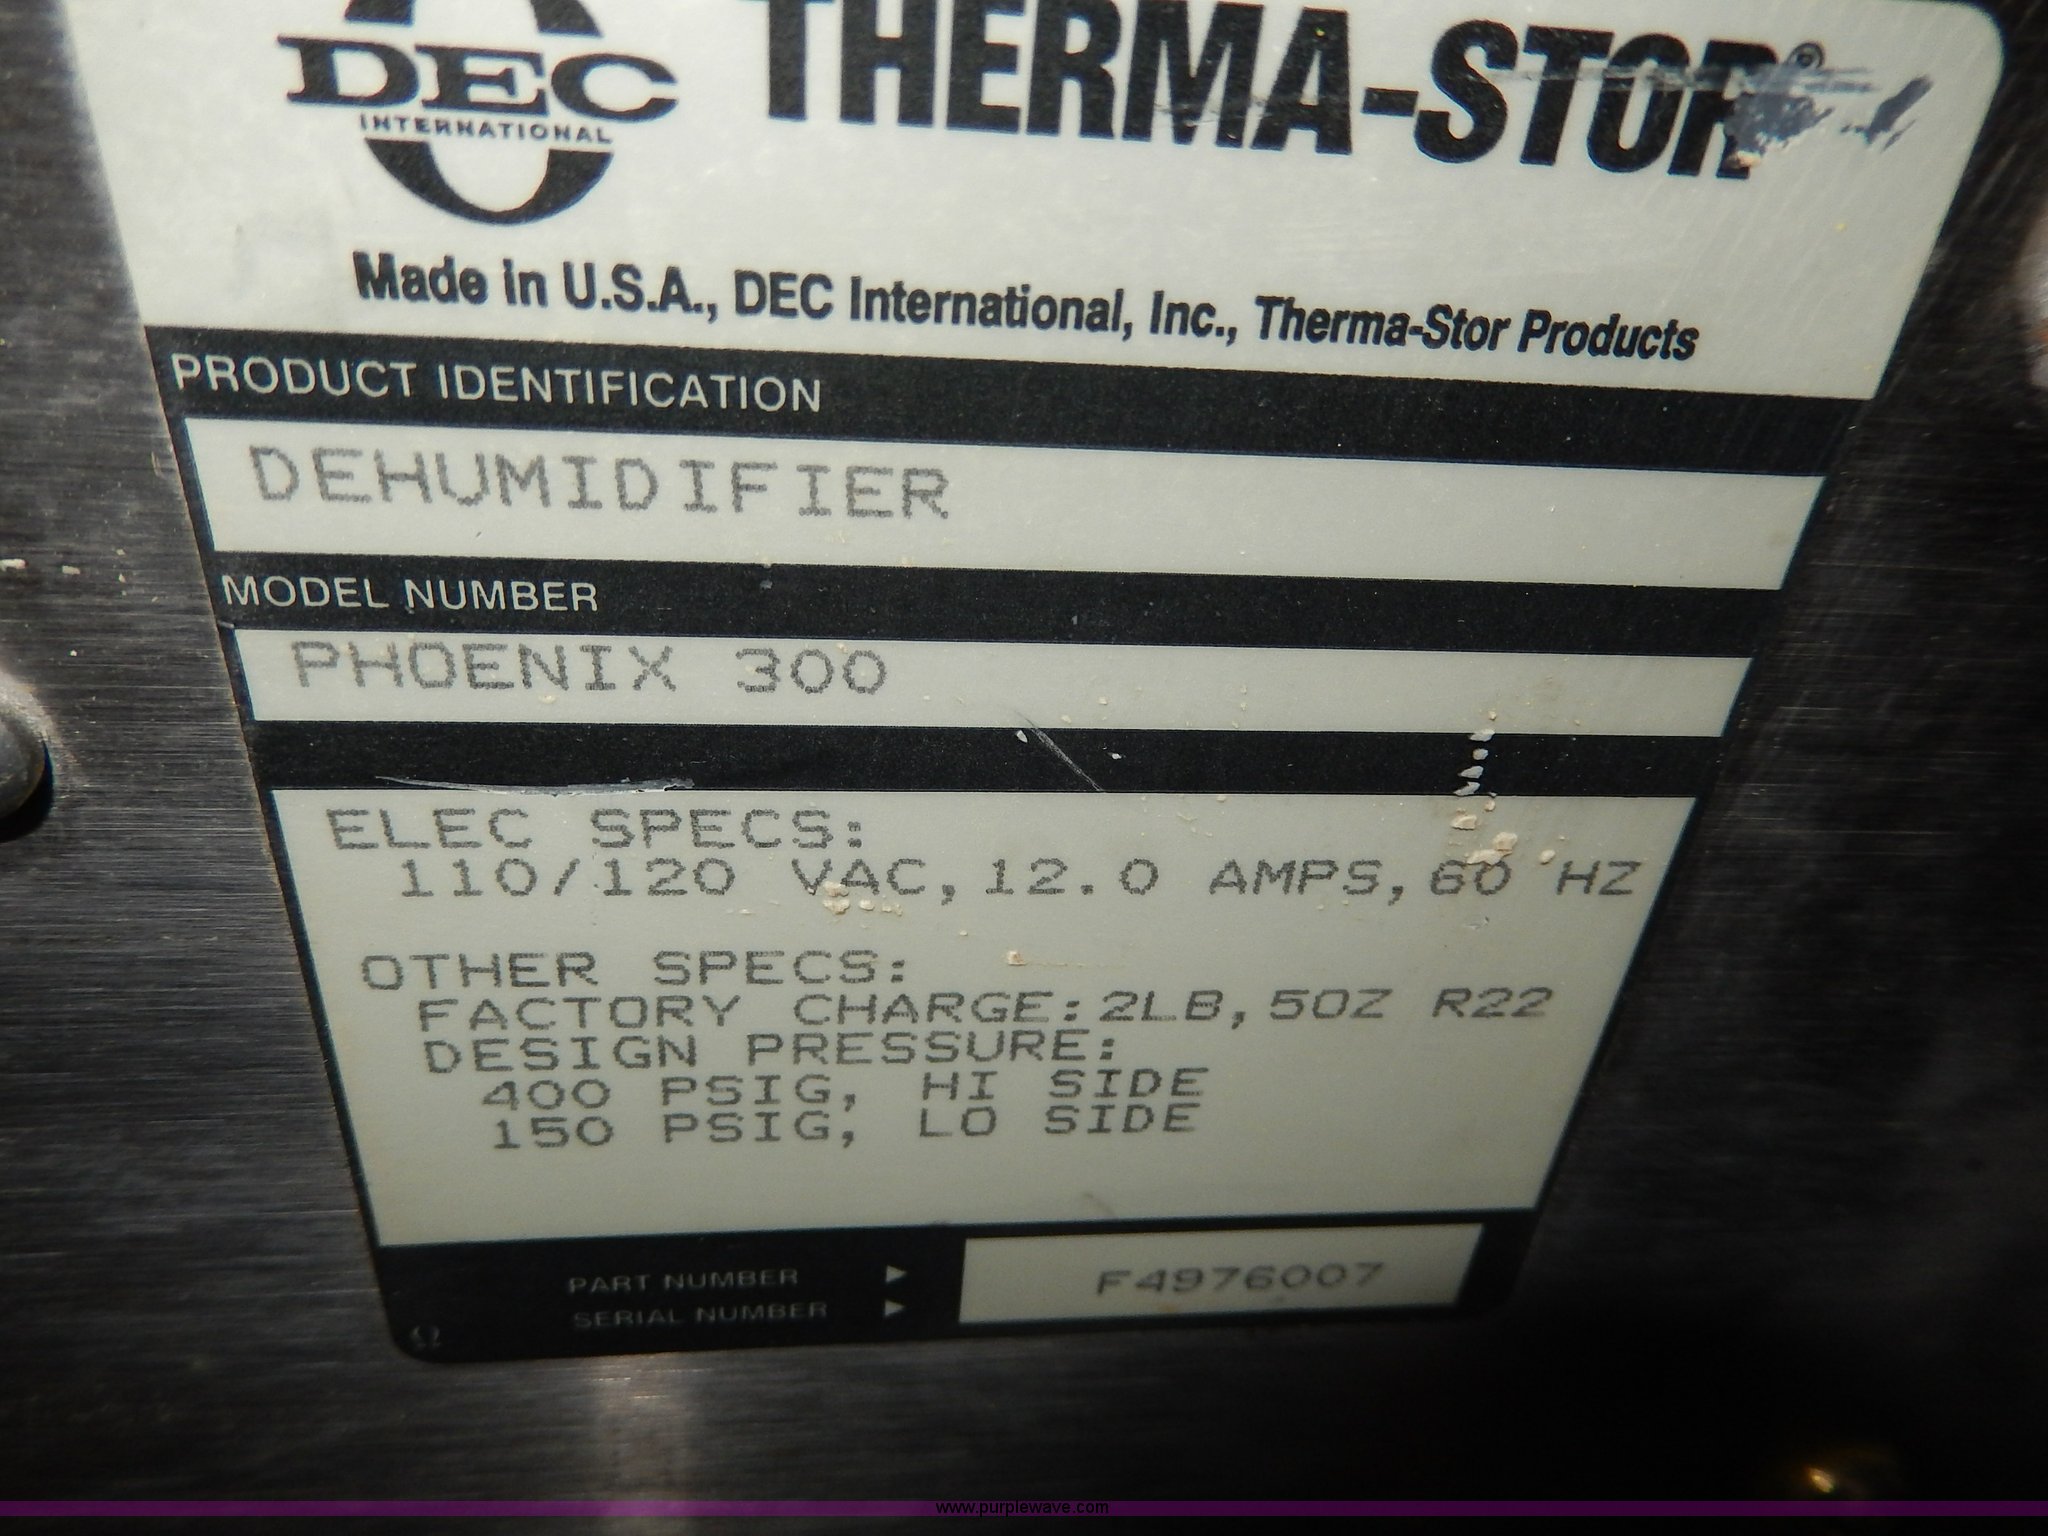 DEC
INTERNATIONAL
THERMA-STOR®
Made in U.S.A., DEC International, Inc., Therma-Stor Products
PRODUCT IDENTIFICATION
DEHUMIDIFIER
MODEL NUMBER
PHOENIX 300
ELEC SPECS:
110/120 VAC,12.0 AMPS,60 HZ
OTHER SPECS:
FACTORY CHARGE:2LB,5OZ R22
DESIGN PRESSURE:
400 PSIG, HI SIDE
150 PSIG, LO SIDE
PART NUMBER ►
SERIAL NUMBER ►
F4976007
www.purplewave.com